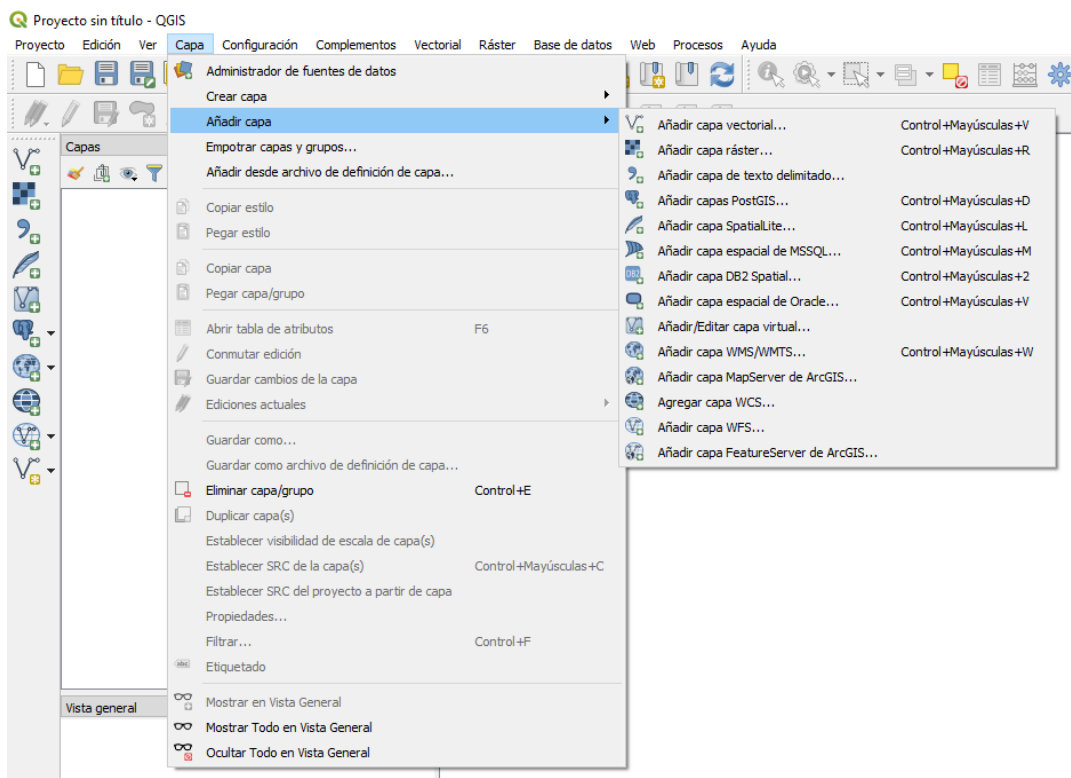 Proyecto sin título - QGIS
Proyecto Edición Ver Capa Configuración Complementos Vectorial Ráster Base de datos Web Procesos Ayuda
Administrador de fuentes de datos
Crear capa
Añadir capa
Empotrar capas y grupos...
Añadir desde archivo de definición de capa...
Copiar estilo
Pegar estilo
Copiar capa
Pegar capa/grupo
Abrir tabla de atributos F6
Conmutar edición
Guardar cambios de la capa
Ediciones actuales
Guardar como...
Guardar como archivo de definición de capa...
Eliminar capa/grupo Control+E
Duplicar capa(s)
Establecer visibilidad de escala de capa(s)
Establecer SRC de la capa(s) Control+Mayúsculas+C
Establecer SRC del proyecto a partir de capa
Propiedades...
Filtrar... Control+F
abc Etiquetado
Mostrar en Vista General
Mostrar Todo en Vista General
Ocultar Todo en Vista General
Añadir capa vectorial... Control+Mayúsculas+V
Añadir capa ráster... Control+Mayúsculas+R
Añadir capa de texto delimitado...
Añadir capas PostGIS... Control+Mayúsculas+D
Añadir capa SpatialLite... Control+Mayúsculas+L
Añadir capa espacial de MSSQL... Control+Mayúsculas+M
DB2 Añadir capa DB2 Spatial... Control+Mayúsculas+2
Añadir capa espacial de Oracle... Control+Mayúsculas+V
Añadir/Editar capa virtual...
Añadir capa WMS/WMTS... Control+Mayúsculas+W
Añadir capa MapServer de ArcGIS...
Agregar capa WCS...
Añadir capa WFS...
Añadir capa FeatureServer de ArcGIS...
Capas
Vista general